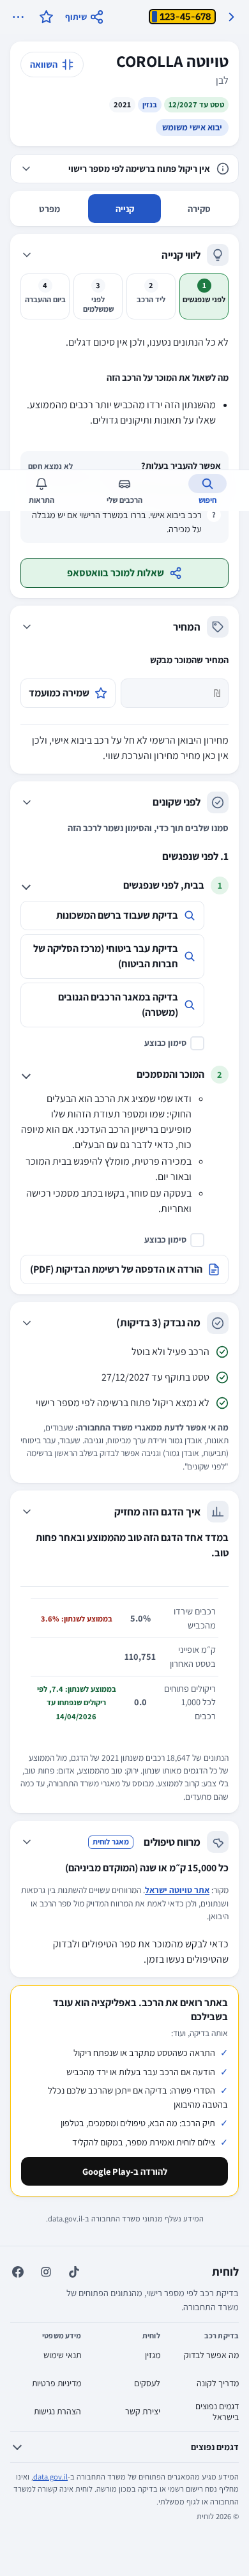 123-45-678
שיתוף
טויוטה COROLLA
לבן
השוואה
טסט עד 12/2027
בנזין
2021
יבוא אישי משומש
אין ריקול פתוח ברשימה לפי מספר רישוי
סקירה
קנייה
מפרט
ליווי קנייה
1
לפני שנפגשים
2
ליד הרכב
3
לפני שמשלמים
4
ביום ההעברה
לא כל הנתונים נטענו, ולכן אין סיכום דגלים.
מה לשאול את המוכר על הרכב הזה
מהשנתון הזה ירדו מהכביש יותר רכבים מהממוצע.
שאלו על תאונות ותיקונים גדולים.
אפשר להעביר בעלות?
לא נמצא חסם
חיפוש
הרכבים שלי
התראות
?
רכב ביבוא אישי. בררו במשרד הרישוי אם יש מגבלה
על מכירה.
שאלות למוכר בוואטסאפ
המחיר
המחיר שהמוכר מבקש
₪
שמירה כמועמד
מחירון היבואן הרשמי לא חל על רכב ביבוא אישי, ולכן
אין כאן מחיר מחירון והערכת שווי.
לפני שקונים
סמנו שלבים תוך כדי, והסימון נשמר לרכב הזה
1. לפני שנפגשים
1
בבית, לפני שנפגשים
בדיקת שעבוד ברשם המשכונות
בדיקת עבר ביטוחי (מרכז הסליקה של
חברות הביטוח)
בדיקה במאגר הרכבים הגנובים
(משטרה)
סימון כבוצע
2
המוכר והמסמכים
ודאו שמי שמציג את הרכב הוא הבעלים
החוקי: שמו ומספר תעודת הזהות שלו
מופיעים ברישיון הרכב העדכני. אם הוא מיופה
כוח, כדאי לדבר גם עם הבעלים.
במכירה פרטית, מומלץ להיפגש בבית המוכר
ובאור יום.
בעסקה עם סוחר, בקשו בכתב מסמכי רכישה
ואחריות.
סימון כבוצע
הורדה או הדפסה של רשימת הבדיקות (PDF)
מה נבדק (3 בדיקות)
הרכב פעיל ולא בוטל
טסט בתוקף עד 27/12/2027
לא נמצא ריקול פתוח ברשימה לפי מספר רישוי
מה אי אפשר לדעת ממאגרי משרד התחבורה: שעבודים,
תאונות, אובדן גמור וירידת ערך מביטוח, וגניבה. שעבוד, עבר ביטוחי
(תביעות, אובדן גמור) וגניבה אפשר לבדוק בשלב הראשון ברשימה
"לפני שקונים".
איך הדגם הזה מחזיק
במדד אחד הדגם הזה טוב מהממוצע ובאחר פחות
טוב.
רכבים שירדו
מהכביש
5.0%
בממוצע לשנתון: 3.6%
ק״מ אופייני
בטסט האחרון
110,751
ריקולים פתוחים
לכל 1,000
רכבים
0.0
בממוצע לשנתון: 7.4, לפי
ריקולים שנפתחו עד
14/04/2026
הנתונים של 18,647 רכבים משנתון 2021 של הדגם, מול הממוצע
של כל הדגמים מאותו שנתון. ירוק: טוב מהממוצע, אדום: פחות טוב,
בלי צבע: קרוב לממוצע. מבוסס על מאגרי משרד התחבורה, עד כמה
שהם מתעדים.
מרווח טיפולים
מאגר לוחית
כל 15,000 ק״מ או שנה (המוקדם מביניהם)
מקור: אתר טויוטה ישראל. המרווחים עשויים להשתנות בין גרסאות
ושנתונים, ולכן כדאי לאמת את המרווח המדויק מול ספר הרכב או
היבואן.
כדאי לבקש מהמוכר את ספר הטיפולים ולבדוק
שהטיפולים נעשו בזמן.
באתר רואים את הרכב. באפליקציה הוא עובד
בשבילכם
אותה בדיקה, ועוד:
✓ התראה כשהטסט מתקרב או שנפתח ריקול
✓ הודעה אם הרכב עבר בעלות או ירד מהכביש
✓ הסדרי פשרה: בדיקה אם ייתכן שהרכב שלכם נכלל
בהטבה מהיבואן
✓ תיק הרכב: מה הבא, טיפולים ומסמכים, בטלפון
✓ צילום לוחית ואמירת מספר, במקום להקליד
להורדה ב-Google Play
המידע נשלף מנתוני משרד התחבורה ב-data.gov.il.
לוחית
בדיקת רכב לפי מספר רישוי, מהנתונים הפתוחים של
משרד התחבורה.
בדיקת רכב
לוחית
מידע משפטי
מה אפשר לבדוק
מגזין
תנאי שימוש
מדריך לקונה
לעסקים
מדיניות פרטיות
דגמים נפוצים
בישראל
יצירת קשר
הצהרת נגישות
דגמים נפוצים
המידע מגיע מהמאגרים הפתוחים של משרד התחבורה ב-data.gov.il, ואינו
מחליף נסח רישום רשמי או בדיקה במכון מורשה. לוחית אינה קשורה למשרד
התחבורה או לגוף ממשלתי.
© 2026 לוחית